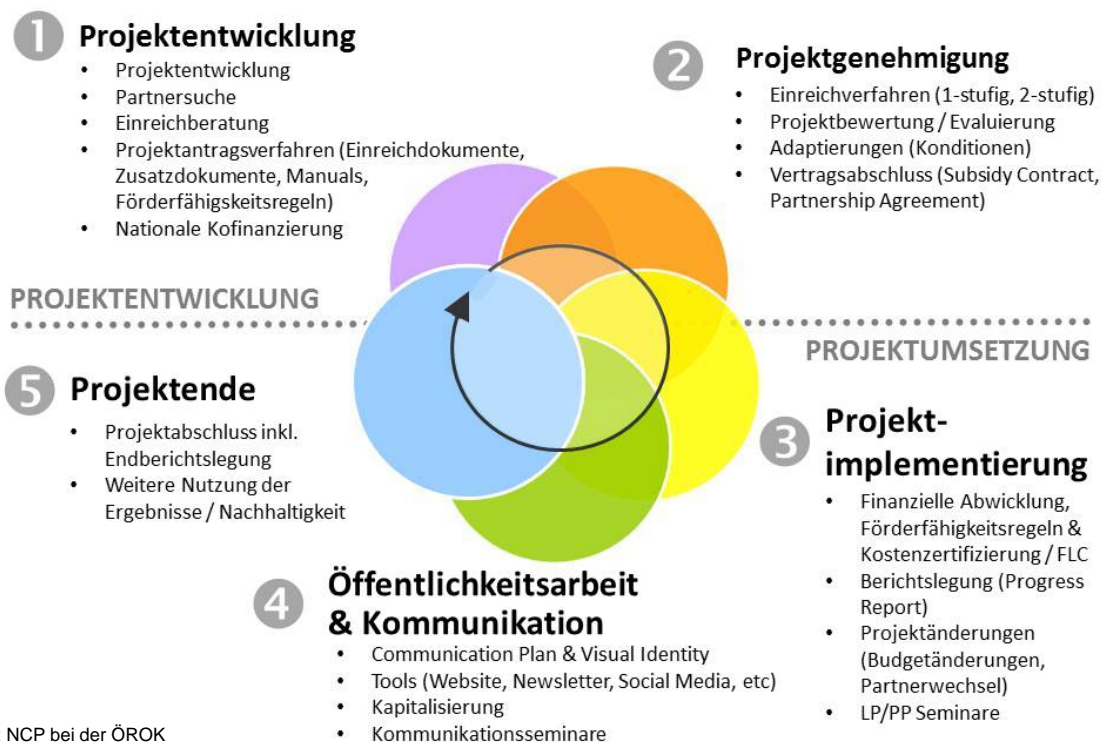 1 Projektentwicklung
• Projektentwicklung
• Partnersuche
• Einreichberatung
• Projektantragsverfahren (Einreichdokumente,
Zusatzdokumente, Manuals,
Förderfähigskeitsregeln)
• Nationale Kofinanzierung
2 Projektgenehmigung
• Einreichverfahren (1-stufig, 2-stufig)
• Projektbewertung / Evaluierung
• Adaptierungen (Konditionen)
• Vertragsabschluss (Subsidy Contract,
Partnership Agreement)
PROJEKTENTWICKLUNG
PROJEKTUMSETZUNG
5 Projektende
• Projektabschluss inkl.
Endberichtslegung
• Weitere Nutzung der
Ergebnisse / Nachhaltigkeit
3 Projekt-
implementierung
• Finanzielle Abwicklung,
Förderfähigkeitsregeln &
Kostenzertifizierung / FLC
• Berichtslegung (Progress
Report)
• Projektänderungen
(Budgetänderungen,
Partnerwechsel)
• LP/PP Seminare
4 Öffentlichkeitsarbeit
& Kommunikation
• Communication Plan & Visual Identity
• Tools (Website, Newsletter, Social Media, etc)
• Kapitalisierung
• Kommunikationsseminare
NCP bei der ÖROK